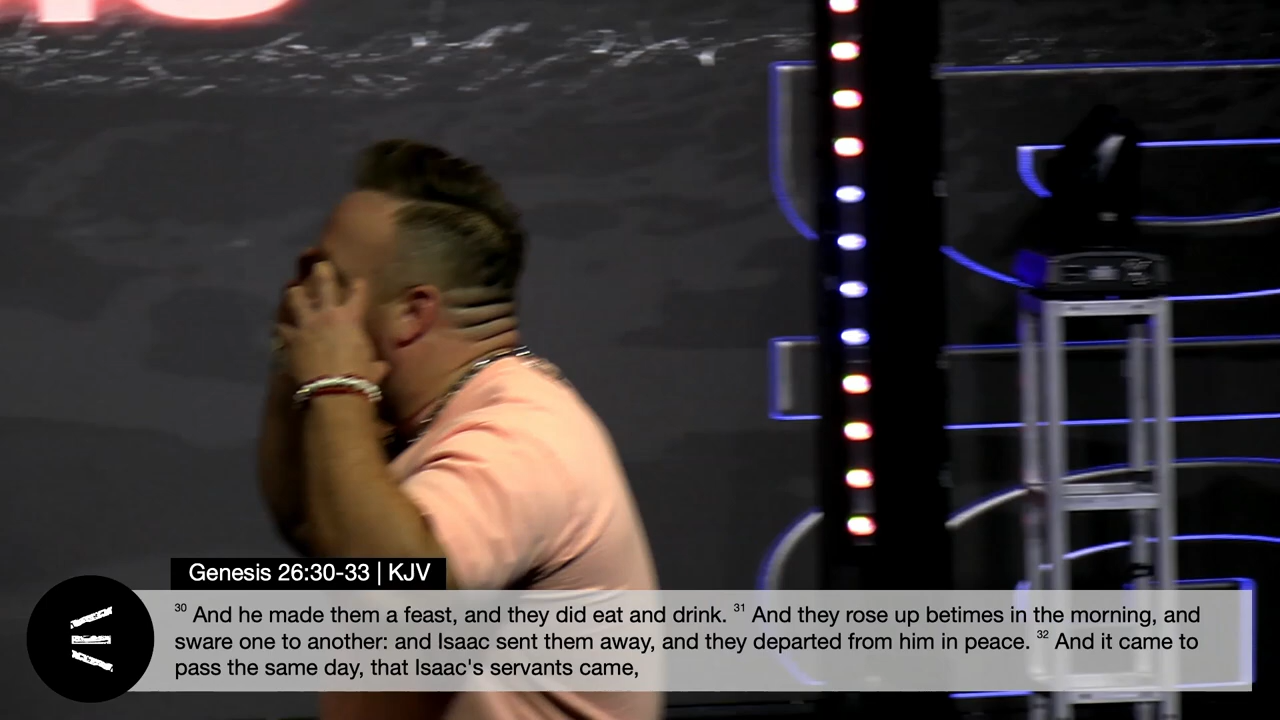 Genesis 26:30-33 | KJV
30 And he made them a feast, and they did eat and drink. 31 And they rose up betimes in the morning, and
sware one to another: and Isaac sent them away, and they departed from him in peace. 32 And it came to
pass the same day, that Isaac's servants came,